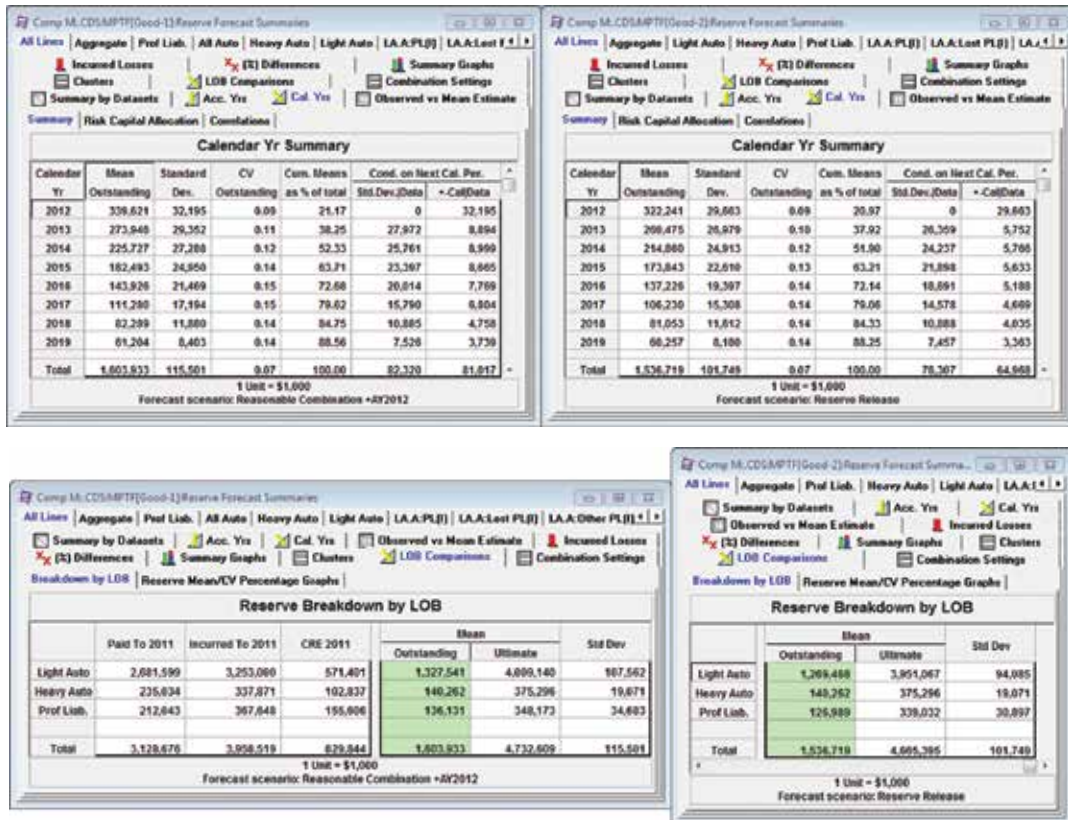 Comp ML:CDS:MPTF[Good-1]:Reserve Forecast Summaries
All Lines Aggregate Prof Liab. All Auto Heavy Auto Light Auto LA.A:PL(I) LA.A:Lest
Incurred Losses (%) Differences Summary Graphs
Clusters LOB Comparisons Combination Settings
Summary by Datasets Acc. Yrs Cal. Yrs Observed vs Mean Estimate
Summary Risk Capital Allocation Correlations
Calendar Yr Summary
Calendar Mean Standard CV Cum. Means Cond. on Next Cal. Per.
Yr Outstanding Dev. Outstanding as % of total Std.Dev.|Data +-Cal|Data
2012 339,621 32,195 0.09 21.17 0 32,195
2013 273,940 29,352 0.11 38.25 27,972 8,894
2014 225,727 27,288 0.12 52.33 25,761 8,999
2015 182,493 24,950 0.14 63.71 23,397 8,665
2016 143,926 21,469 0.15 72.68 20,014 7,769
2017 111,280 17,194 0.15 79.62 15,790 6,804
2018 82,289 11,880 0.14 84.75 10,885 4,758
2019 61,204 8,403 0.14 88.56 7,526 3,739
Total 1,603,933 115,501 0.07 100.00 82,320 81,017
1 Unit = $1,000
Forecast scenario: Reasonable Combination +AY2012
Comp ML:CDS:MPTF[Good-2]:Reserve Forecast Summaries
All Lines Aggregate Light Auto Heavy Auto Prof Liab. LA.A:PL(I) LA.A:Lest PL(I)
Incurred Losses (%) Differences Summary Graphs
Clusters LOB Comparisons Combination Settings
Summary by Datasets Acc. Yrs Cal. Yrs Observed vs Mean Estimate
Summary Risk Capital Allocation Correlations
Calendar Yr Summary
Calendar Mean Standard CV Cum. Means Cond. on Next Cal. Per.
Yr Outstanding Dev. Outstanding as % of total Std.Dev.|Data +-Cal|Data
2012 322,241 29,663 0.09 20.97 0 29,663
2013 260,475 26,979 0.10 37.92 26,359 5,752
2014 214,860 24,913 0.12 51.90 24,237 5,766
2015 173,843 22,610 0.13 63.21 21,898 5,633
2016 137,226 19,397 0.14 72.14 18,691 5,188
2017 106,230 15,308 0.14 79.06 14,578 4,669
2018 81,053 11,612 0.14 84.33 10,888 4,035
2019 60,257 8,180 0.14 88.25 7,457 3,363
Total 1,536,719 101,749 0.07 100.00 78,307 64,968
1 Unit = $1,000
Forecast scenario: Reserve Release
Comp ML:CDS:MPTF[Good-1]:Reserve Forecast Summaries
All Lines Aggregate Prof Liab. All Auto Heavy Auto Light Auto LA.A:PL(I) LA.A:Lest PL(I) LA.A:Other PL(I)
Summary by Datasets Acc. Yrs Cal. Yrs Observed vs Mean Estimate Incurred Losses
(%) Differences Summary Graphs Clusters LOB Comparisons Combination Settings
Breakdown by LOB Reserve Mean/CV Percentage Graphs
Reserve Breakdown by LOB
Paid To 2011 Incurred To 2011 CRE 2011 Mean Std Dev
Outstanding Ultimate
Light Auto 2,681,599 3,253,000 571,401 1,327,541 4,009,140 107,562
Heavy Auto 235,034 337,871 102,837 140,262 375,296 19,071
Prof Liab. 212,043 367,648 155,606 136,131 348,173 34,683
Total 3,128,676 3,958,519 829,844 1,603,933 4,732,609 115,501
1 Unit = $1,000
Forecast scenario: Reasonable Combination +AY2012
Comp ML:CDS:MPTF[Good-2]:Reserve Forecast Summa...
All Lines Aggregate Prof Liab. Heavy Auto Light Auto
Summary by Datasets Acc. Yrs Cal. Yrs
Observed vs Mean Estimate Incurred Losses
(%) Differences Summary Graphs Clusters
LOB Comparisons Combination Settings
Breakdown by LOB Reserve Mean/CV Percentage Graphs
Reserve Breakdown by LOB
Mean Std Dev
Outstanding Ultimate
Light Auto 1,269,468 3,951,067 94,085
Heavy Auto 140,262 375,296 19,071
Prof Liab. 126,989 339,032 30,897
Total 1,536,719 4,665,395 101,749
1 Unit = $1,000
Forecast scenario: Reserve Release